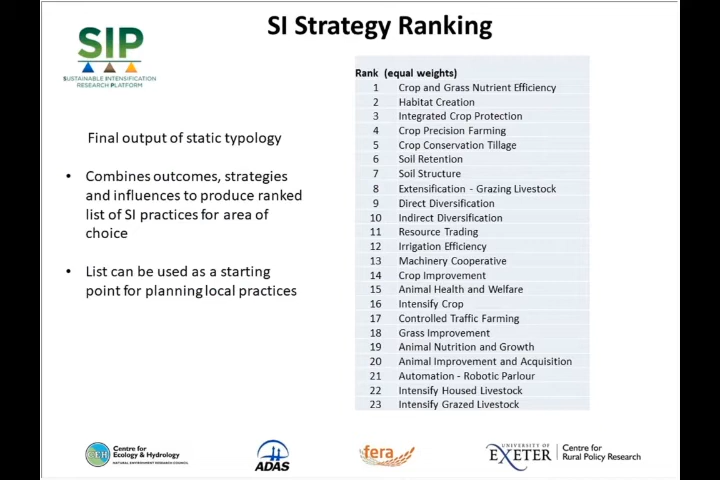 SI Strategy Ranking
SIP
SUSTAINABLE INTENSIFICATION
RESEARCH PLATFORM
Final output of static typology
• Combines outcomes, strategies
and influences to produce ranked
list of SI practices for area of
choice
• List can be used as a starting
point for planning local practices
Rank (equal weights)
1 Crop and Grass Nutrient Efficiency
2 Habitat Creation
3 Integrated Crop Protection
4 Crop Precision Farming
5 Crop Conservation Tillage
6 Soil Retention
7 Soil Structure
8 Extensification - Grazing Livestock
9 Direct Diversification
10 Indirect Diversification
11 Resource Trading
12 Irrigation Efficiency
13 Machinery Cooperative
14 Crop Improvement
15 Animal Health and Welfare
16 Intensify Crop
17 Controlled Traffic Farming
18 Grass Improvement
19 Animal Nutrition and Growth
20 Animal Improvement and Acquisition
21 Automation - Robotic Parlour
22 Intensify Housed Livestock
23 Intensify Grazed Livestock
CEH
Centre for
Ecology & Hydrology
NATURAL ENVIRONMENT RESEARCH COUNCIL
ADAS
fera
UNIVERSITY OF
EXETER
Centre for
Rural Policy Research